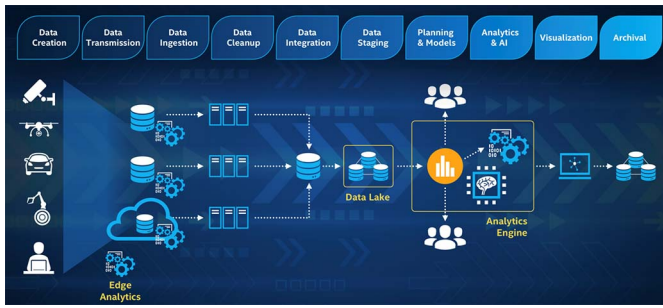 Data
Creation
Data
Transmission
Data
Ingestion
Data
Cleanup
Data
Integration
Data
Staging
Planning
& Models
Analytics
& AI
Visualization
Archival
Data Lake
Analytics
Engine
Edge
Analytics